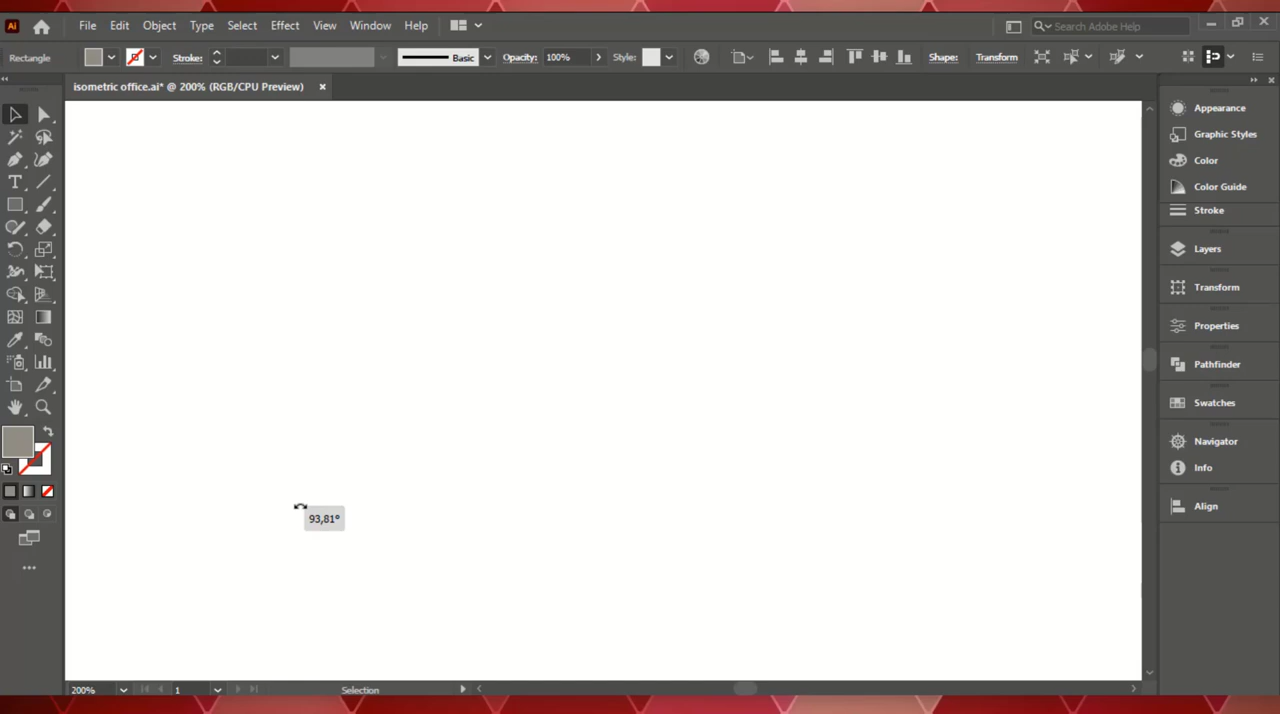 Ai File Edit Object Type Select Effect View Window Help Search Adobe Help
Rectangle Stroke: Basic Opacity: 100% Style: Shape: Transform
isometric office.ai* @ 200% (RGB/CPU Preview)
Appearance
Graphic Styles
Color
Color Guide
Stroke
Layers
Transform
Properties
Pathfinder
Swatches
Navigator
Info
Align
93,81°
200% 1 Selection